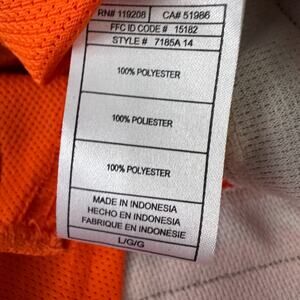 RN# 119208 CA# 51986
FFC ID CODE # 15182
STYLE # 7185A 14
100% POLYESTER
100% POLIESTER
100% POLYESTER
MADE IN INDONESIA
HECHO EN INDONESIA
FABRIQUE EN INDONESIE
L/G/G